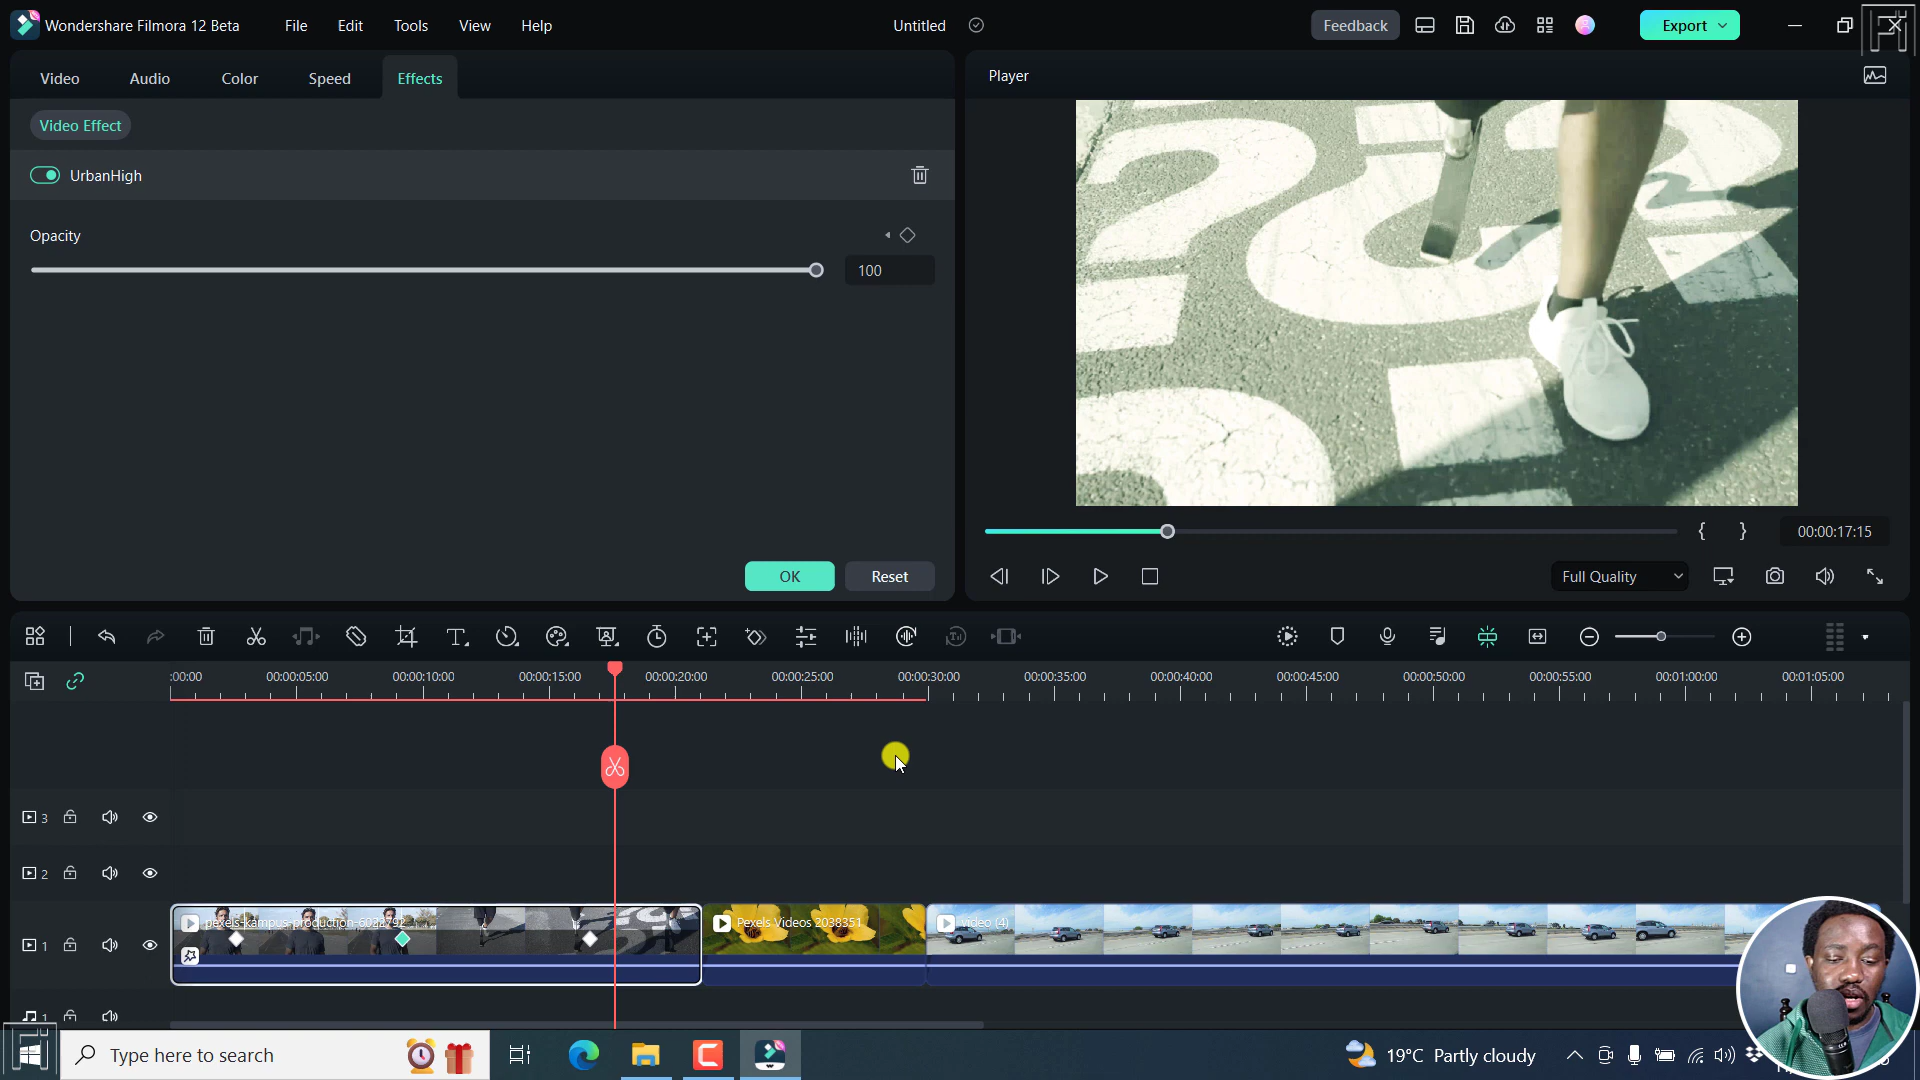 Wondershare Filmora 12 Beta
File
Edit
Tools
View
Help
Untitled
Feedback
Export
Video
Audio
Color
Speed
Effects
Player
Video Effect
UrbanHigh
Opacity
100
OK
Reset
00:00:17:15
Full Quality
:00:00
00:00:05:00
00:00:10:00
00:00:15:00
00:00:20:00
00:00:25:00
00:00:30:00
00:00:35:00
00:00:40:00
00:00:45:00
00:00:50:00
00:00:55:00
00:01:00:00
00:01:05:00
3
2
1
pexels-kampus-production-6022792
Pexels Videos 2038351
video (4)
1
Type here to search
19°C Partly cloudy